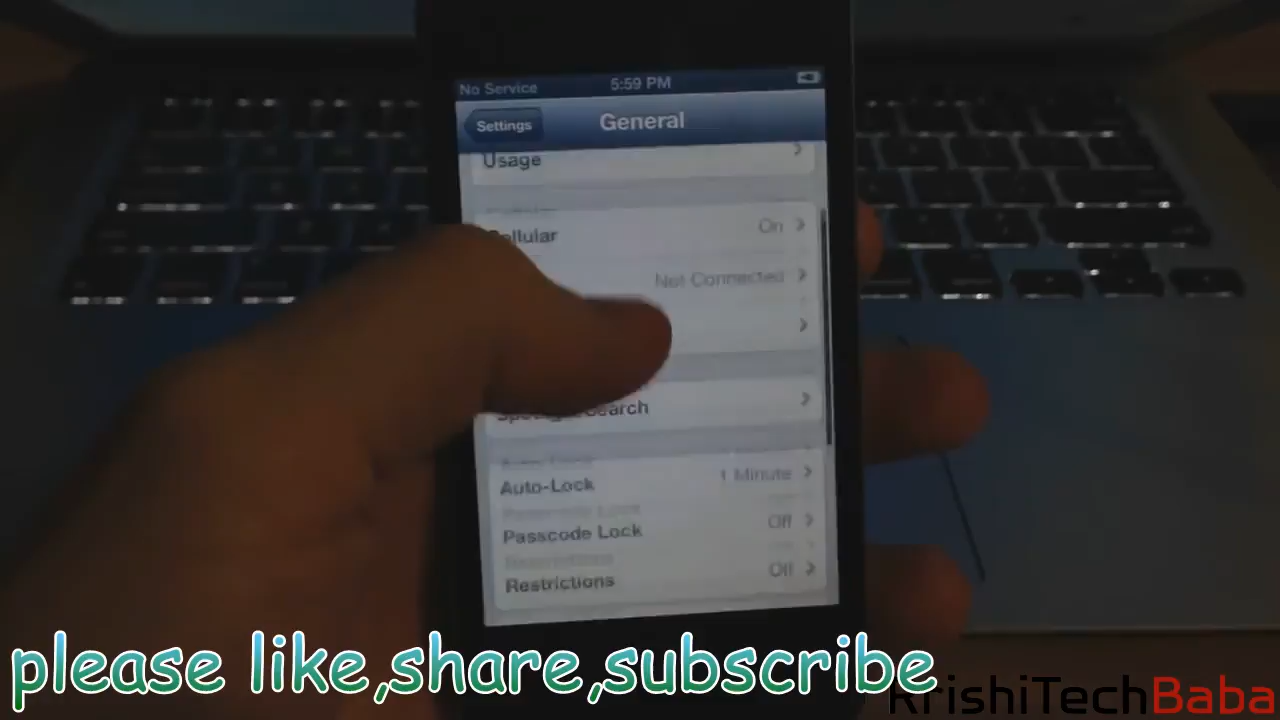 No Service 5:59 PM
Settings General
Usage
Cellular On
Not Connected
Search
Auto-Lock 1 Minute
Passcode Lock Off
Restrictions Off
please like,share,subscribe
KrishiTechBaba